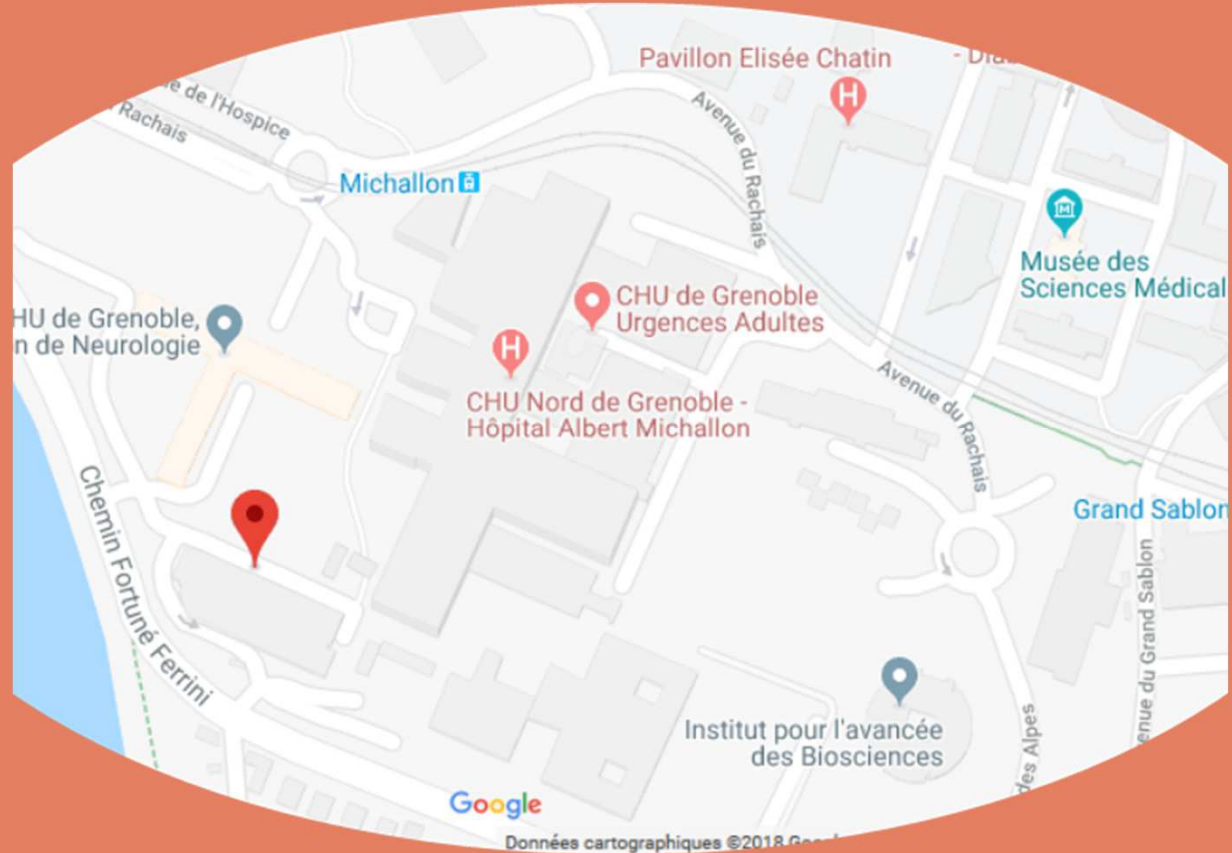 Pavillon Elisée Chatin
de l'Hospice
Rachais
Avenue du Rachais
Michallon
Musée des
Sciences Médical
CHU de Grenoble
Urgences Adultes
HU de Grenoble,
n de Neurologie
CHU Nord de Grenoble -
Hôpital Albert Michallon
Avenue du Rachais
Chemin Fortuné Ferrini
Grand Sablon
enue du Grand Sablon
Institut pour l'avancée
des Biosciences
des Alpes
Google
Données cartographiques ©2018